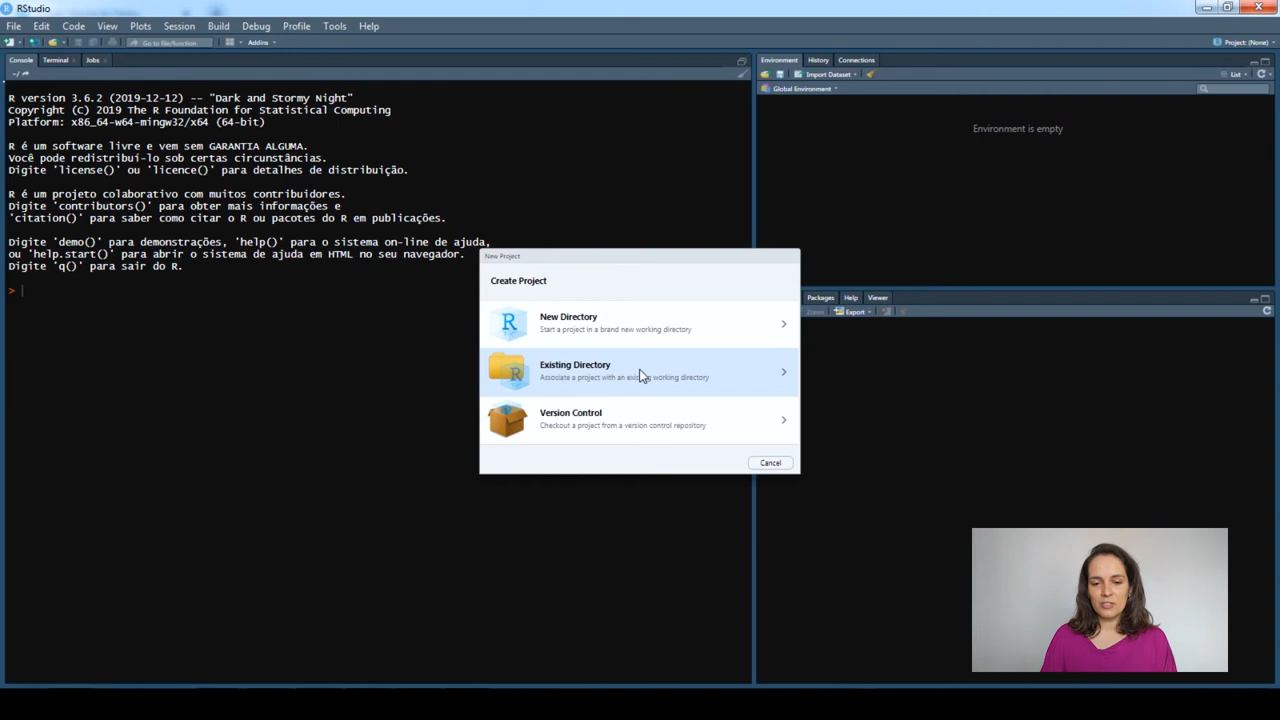 RStudio
File Edit Code View Plots Session Build Debug Profile Tools Help
Go to file/function Addins Project: (None)
Console Terminal Jobs
~/
R version 3.6.2 (2019-12-12) -- "Dark and Stormy Night"
Copyright (C) 2019 The R Foundation for Statistical Computing
Platform: x86_64-w64-mingw32/x64 (64-bit)
R é um software livre e vem sem GARANTIA ALGUMA.
Você pode redistribuí-lo sob certas circunstâncias.
Digite 'license()' ou 'licence()' para detalhes de distribuição.
R é um projeto colaborativo com muitos contribuidores.
Digite 'contributors()' para obter mais informações e
'citation()' para saber como citar o R ou pacotes do R em publicações.
Digite 'demo()' para demonstrações, 'help()' para o sistema on-line de ajuda,
ou 'help.start()' para abrir o sistema de ajuda em HTML no seu navegador.
Digite 'q()' para sair do R.
>
Environment History Connections
Import Dataset List
Global Environment
Environment is empty
Packages Help Viewer
Zoom Export
New Project
Create Project
New Directory
Start a project in a brand new working directory
Existing Directory
Associate a project with an existing working directory
Version Control
Checkout a project from a version control repository
Cancel